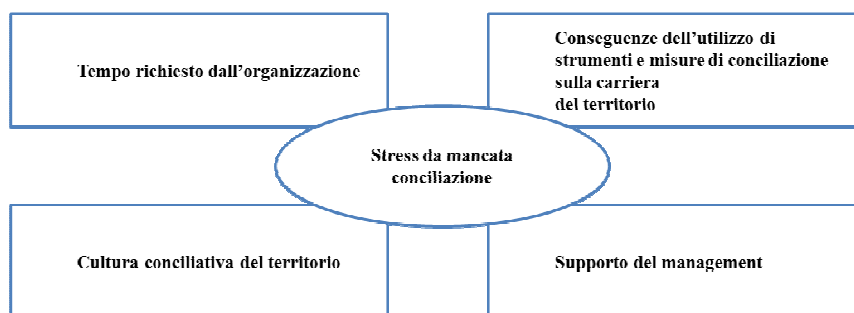 Tempo richiesto dall’organizzazione
Conseguenze dell’utilizzo di
strumenti e misure di conciliazione
sulla carriera
del territorio
Stress da mancata
conciliazione
Cultura conciliativa del territorio
Supporto del management